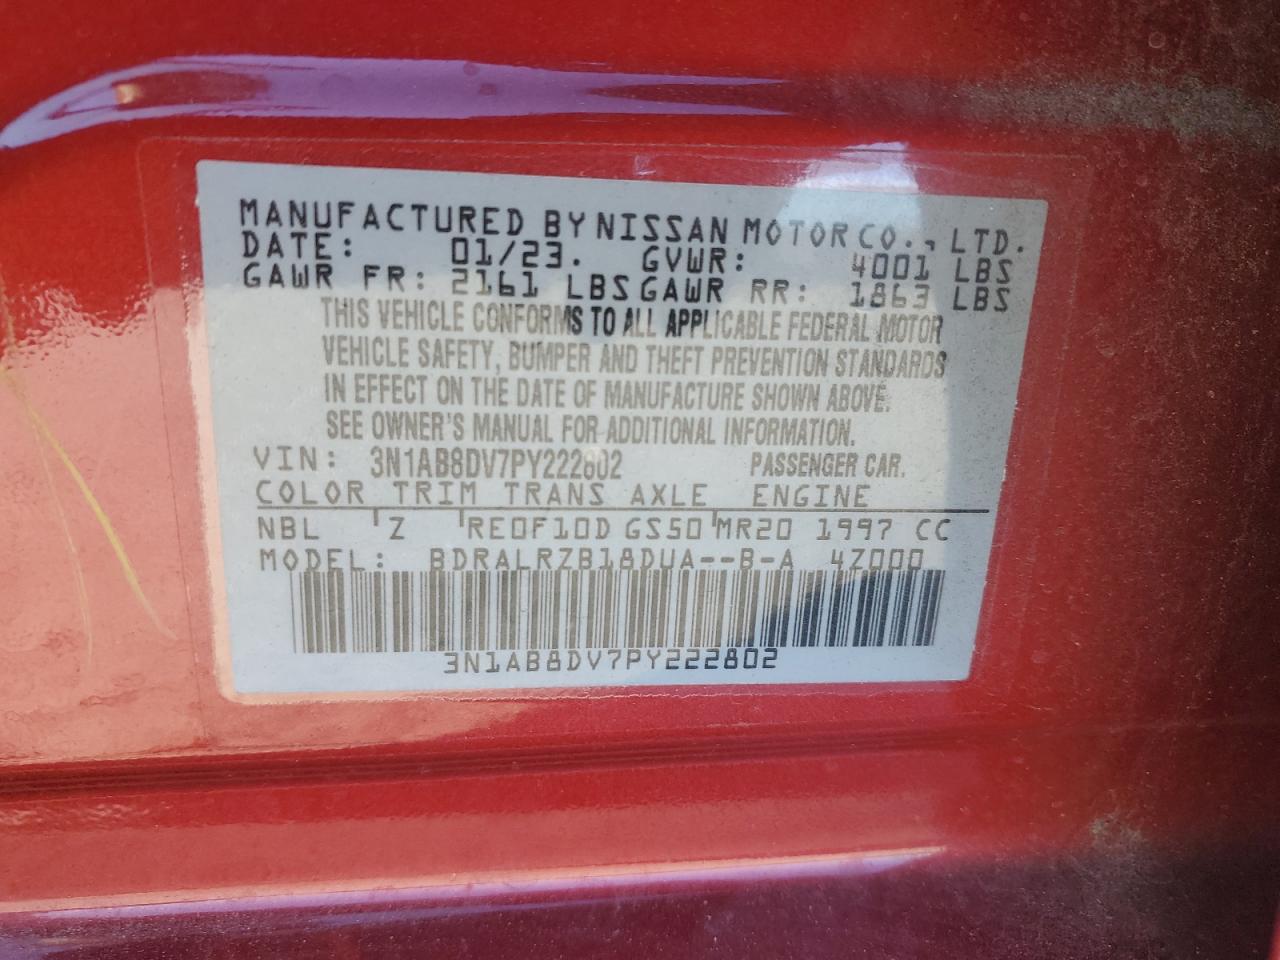 MANUFACTURED BY NISSAN MOTOR CO., LTD.
DATE: 01/23. GVWR: 4001 LBS
GAWR FR: 2161 LBS GAWR RR: 1863 LBS
THIS VEHICLE CONFORMS TO ALL APPLICABLE FEDERAL MOTOR
VEHICLE SAFETY, BUMPER AND THEFT PREVENTION STANDARDS
IN EFFECT ON THE DATE OF MANUFACTURE SHOWN ABOVE.
SEE OWNER'S MANUAL FOR ADDITIONAL INFORMATION.
VIN: 3N1AB8DV7PY222802 PASSENGER CAR.
COLOR TRIM TRANS AXLE ENGINE
NBL Z RE0F10D GS50 MR20 1997 CC
MODEL: BDRALRZB18DUA--B-A 4Z000
3N1AB8DV7PY222802